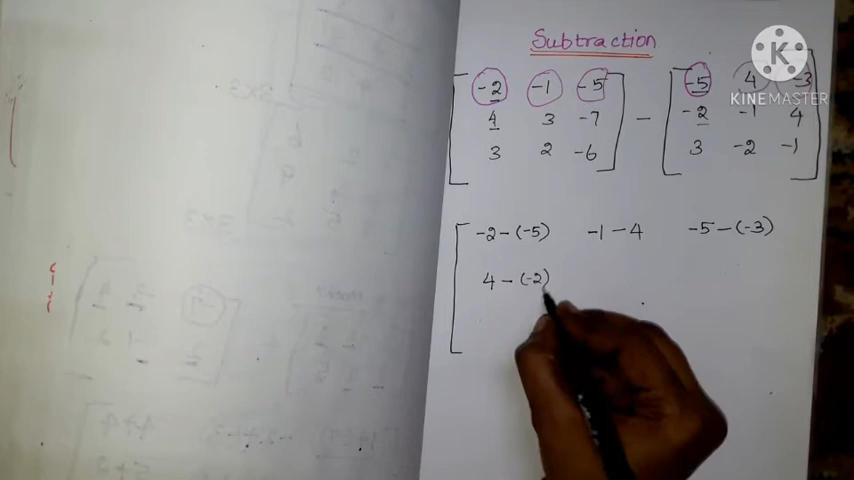 Subtraction
-2 -1 -5 - -5 4 -3
4 3 -7 -2 -1 4
3 2 -6 3 -2 -1
-2-(-5) -1-4 -5-(-3)
4-(-2)
K
KINEMASTER